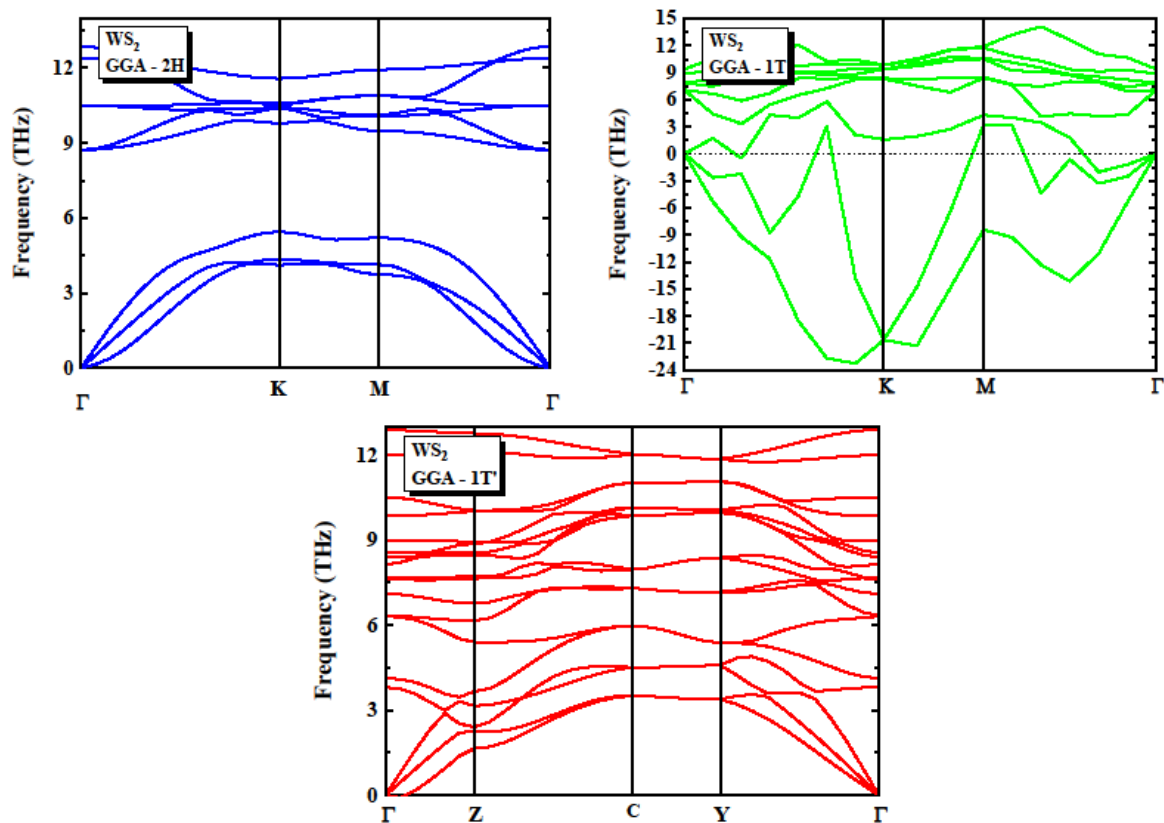 WS2
GGA - 2H
Frequency (THz)
12
9
6
3
0
Γ
K
M
Γ
WS2
GGA - 1T
Frequency (THz)
15
12
9
6
3
0
-3
-6
-9
-12
-15
-18
-21
-24
Γ
K
M
Γ
WS2
GGA - 1T'
Frequency (THz)
12
9
6
3
0
Γ
Z
C
Y
Γ